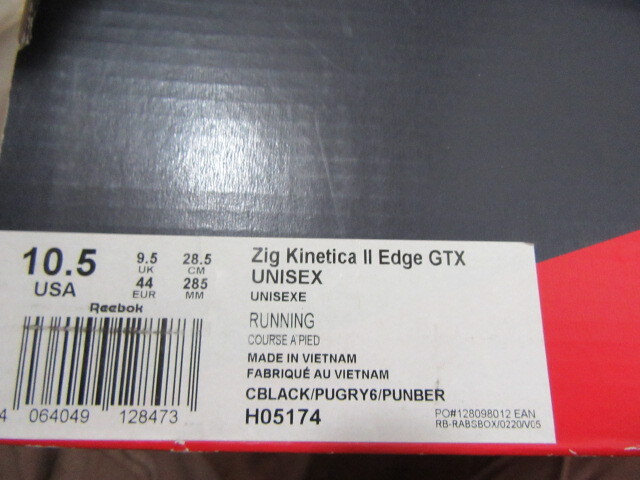 10.5
USA
9.5
UK
44
EUR
28.5
CM
285
MM
Reebok
4 064049 128473
Zig Kinetica II Edge GTX
UNISEX
UNISEXE
RUNNING
COURSE A PIED
MADE IN VIETNAM
FABRIQUÉ AU VIETNAM
CBLACK/PUGRY6/PUNBER
H05174
PO#128098012 EAN
RB-RABSBOX/0220/V05